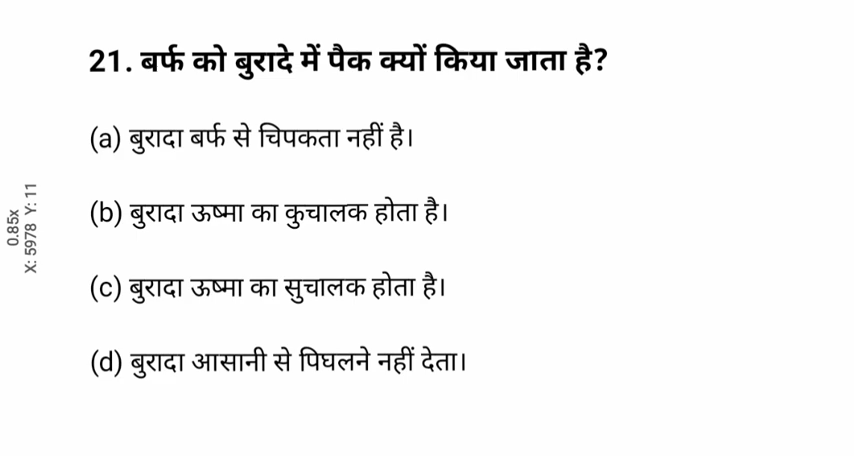 21. बर्फ को बुरादे में पैक क्यों किया जाता है?
(a) बुरादा बर्फ से चिपकता नहीं है।
(b) बुरादा ऊष्मा का कुचालक होता है।
(c) बुरादा ऊष्मा का सुचालक होता है।
(d) बुरादा आसानी से पिघलने नहीं देता।
0.85x
X: 5978 Y: 11